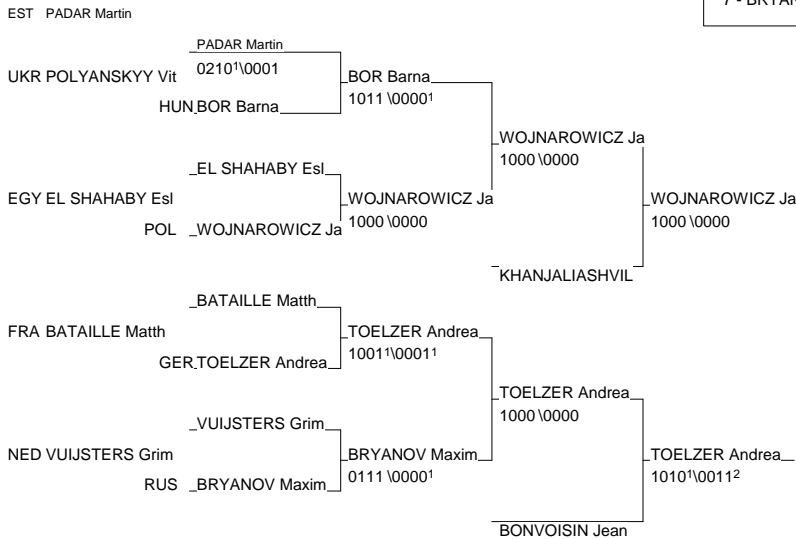 EST PADAR Martin
7 - BRYAN
PADAR Martin
UKR POLYANSKYY Vit
0210¹\0001
BOR Barna
1011 \0000¹
HUN BOR Barna
WOJNAROWICZ Ja
1000 \0000
EL SHAHABY Esl
EGY EL SHAHABY Esl
WOJNAROWICZ Ja
1000 \0000
WOJNAROWICZ Ja
1000 \0000
POL WOJNAROWICZ Ja
KHANJALIASHVIL
BATAILLE Matth
FRA BATAILLE Matth
TOELZER Andrea
1001¹\0001¹
GER TOELZER Andrea
TOELZER Andrea
1000 \0000
VUIJSTERS Grim
NED VUIJSTERS Grim
BRYANOV Maxim
0111 \0000¹
TOELZER Andrea
1010¹\0011²
RUS BRYANOV Maxim
BONVOISIN Jean